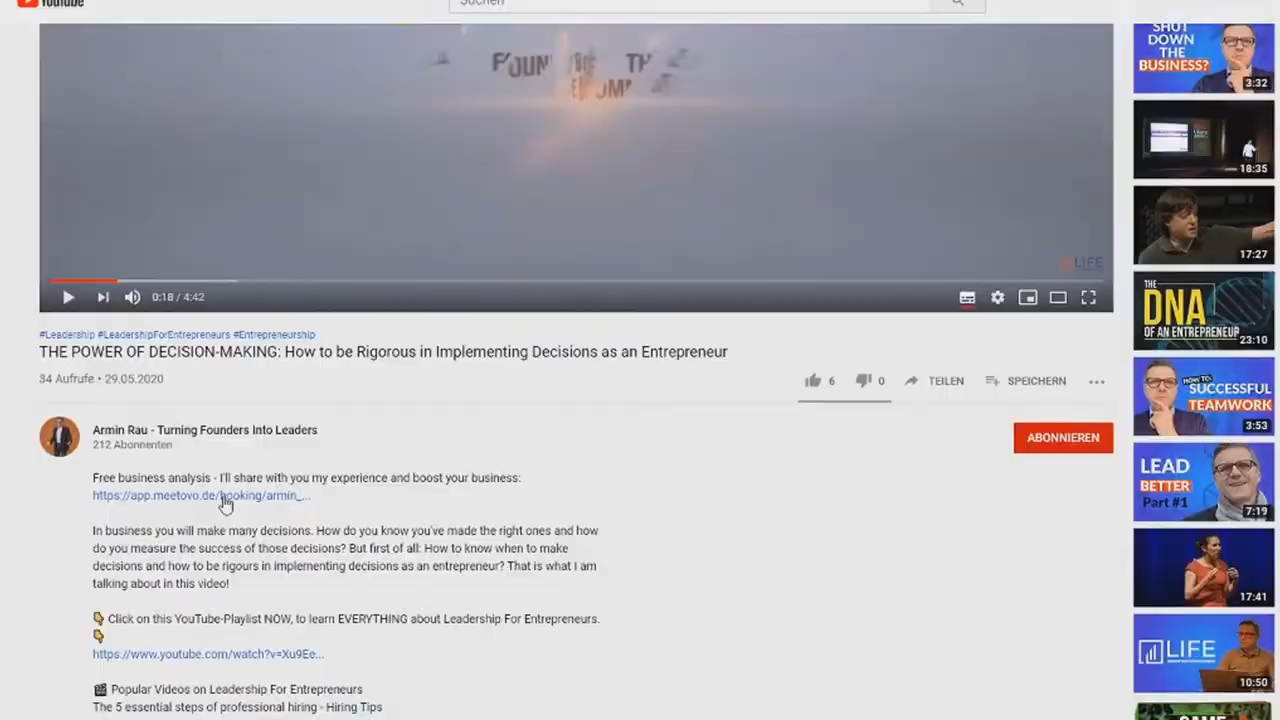 YouTube
Suchen
LIFE
0:18 / 4:42
#Leadership #LeadershipForEntrepreneurs #Entrepreneurship
THE POWER OF DECISION-MAKING: How to be Rigorous in Implementing Decisions as an Entrepreneur
34 Aufrufe • 29.05.2020
6
0
TEILEN
SPEICHERN
Armin Rau - Turning Founders Into Leaders
212 Abonnenten
ABONNIEREN
Free business analysis - I'll share with you my experience and boost your business:
https://app.meetovo.de/booking/armin_...
In business you will make many decisions. How do you know you've made the right ones and how
do you measure the success of those decisions? But first of all: How to know when to make
decisions and how to be rigours in implementing decisions as an entrepreneur? That is what I am
talking about in this video!
👇 Click on this YouTube-Playlist NOW, to learn EVERYTHING about Leadership For Entrepreneurs.
👇
https://www.youtube.com/watch?v=Xu9Ee...
🎬 Popular Videos on Leadership For Entrepreneurs
The 5 essential steps of professional hiring - Hiring Tips
SHUT
DOWN
THE
BUSINESS?
3:32
18:35
17:27
THE
DNA
OF AN ENTREPRENEUR
23:10
HOW TO:
SUCCESSFUL
TEAMWORK
3:53
LEAD
BETTER
Part #1
7:19
17:41
LIFE
10:50